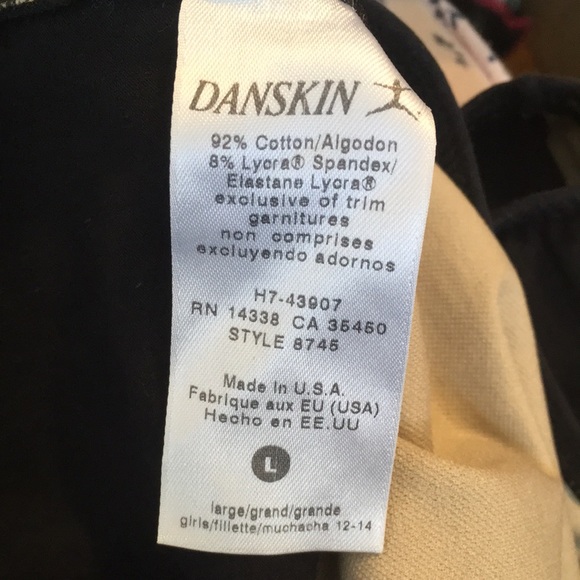 DANSKIN
92% Cotton/Algodon
8% Lycra® Spandex/
Elastane Lycra®
exclusive of trim
garnitures
non comprises
excluyendo adornos
H7-43907
RN 14338 CA 35450
STYLE 8745
Made in U.S.A.
Fabrique aux EU (USA)
Hecho en EE.UU
L
large/grand/grande
girls/fillette/muchacha 12-14